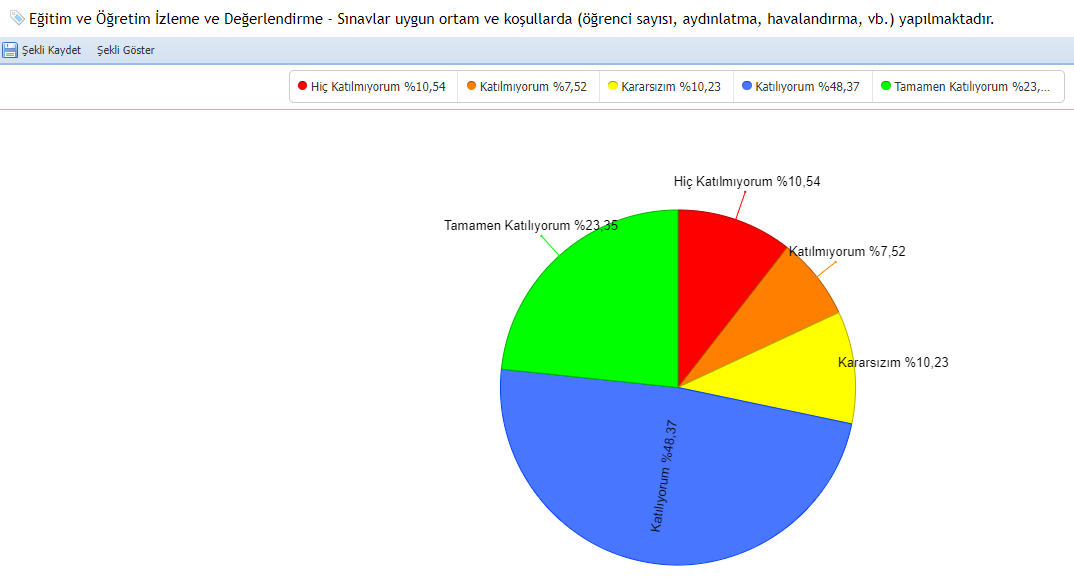 Eğitim ve Öğretim İzleme ve Değerlendirme - Sınavlar uygun ortam ve koşullarda (öğrenci sayısı, aydınlatma, havalandırma, vb.) yapılmaktadır.
Şekli Kaydet Şekli Göster
Hiç Katılmıyorum %10,54 Katılmıyorum %7,52 Kararsızım %10,23 Katılıyorum %48,37 Tamamen Katılıyorum %23,...
Hiç Katılmıyorum %10,54
Tamamen Katılıyorum %23,35
Katılmıyorum %7,52
Kararsızım %10,23
Katılıyorum %48,37